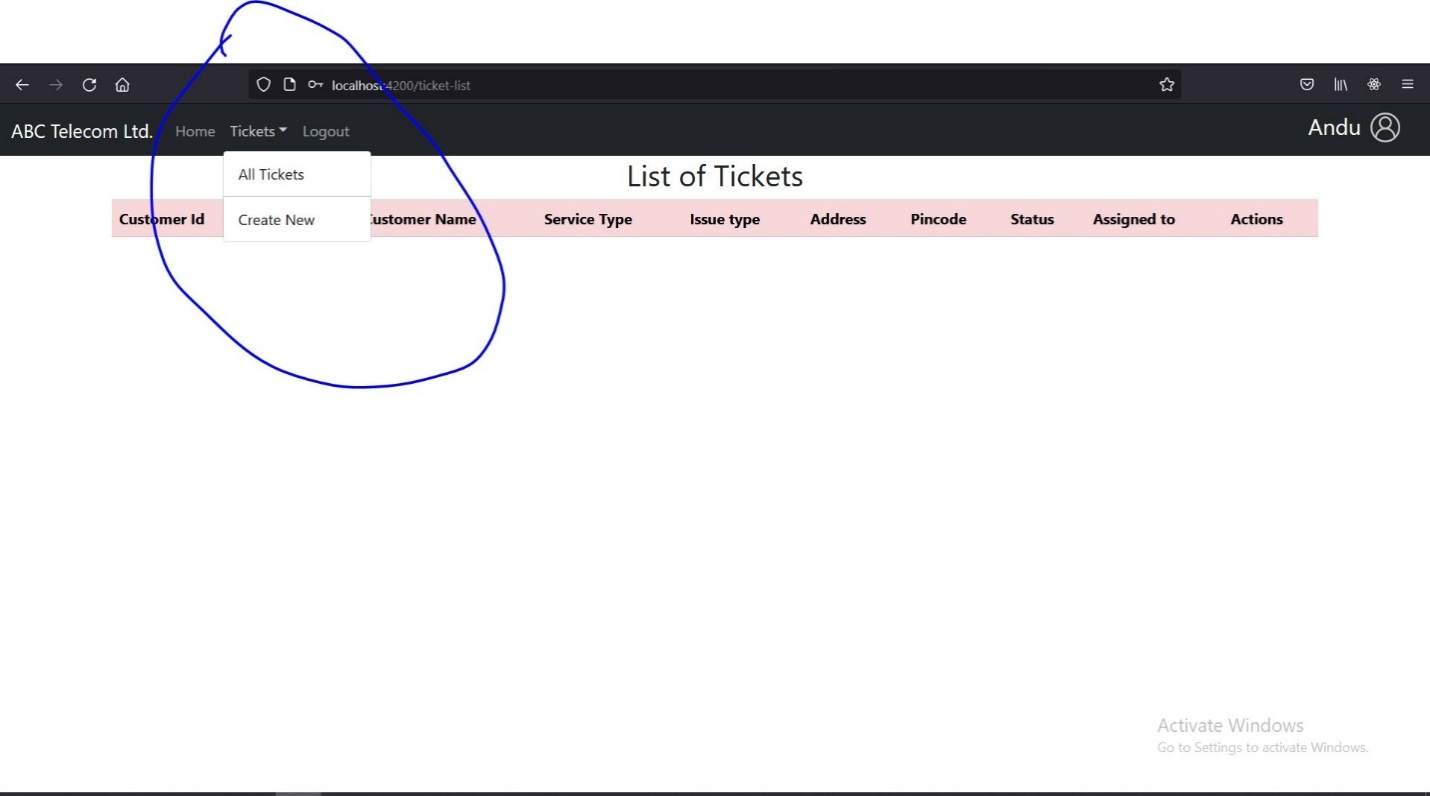 localhost:4200/ticket-list
ABC Telecom Ltd. Home Tickets Logout Andu
All Tickets
Create New
List of Tickets
Customer Id Customer Name Service Type Issue type Address Pincode Status Assigned to Actions
Activate Windows
Go to Settings to activate Windows.